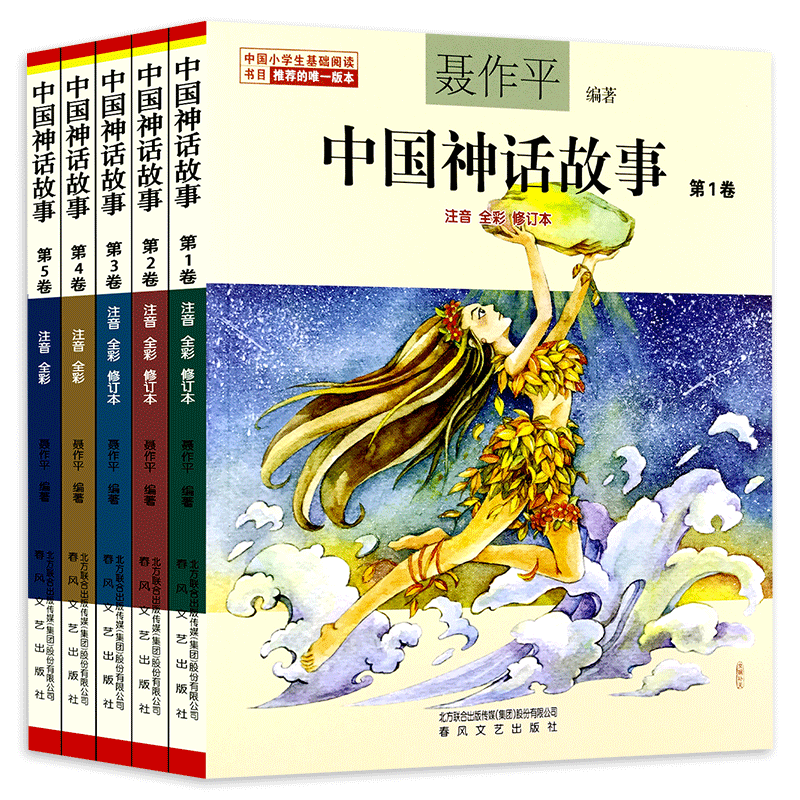 中国神话故事 第5卷 注音 全彩 聂作平 编著 北方联合出版传媒(集团)股份有限公司 春风文艺出版社
中国神话故事 第4卷 注音 全彩 聂作平 编著 北方联合出版传媒(集团)股份有限公司 春风文艺出版社
中国神话故事 第3卷 注音 全彩 修订本 聂作平 编著 北方联合出版传媒(集团)股份有限公司 春风文艺出版社
中国神话故事 第2卷 注音 全彩 修订本 聂作平 编著 北方联合出版传媒(集团)股份有限公司 春风文艺出版社
中国神话故事 第1卷 注音 全彩 修订本 聂作平 编著 北方联合出版传媒(集团)股份有限公司 春风文艺出版社
中国小学生基础阅读
书目 推荐的唯一版本
聂作平 编著
中国神话故事 第1卷
注音 全彩 修订本
北方联合出版传媒(集团)股份有限公司
春风文艺出版社